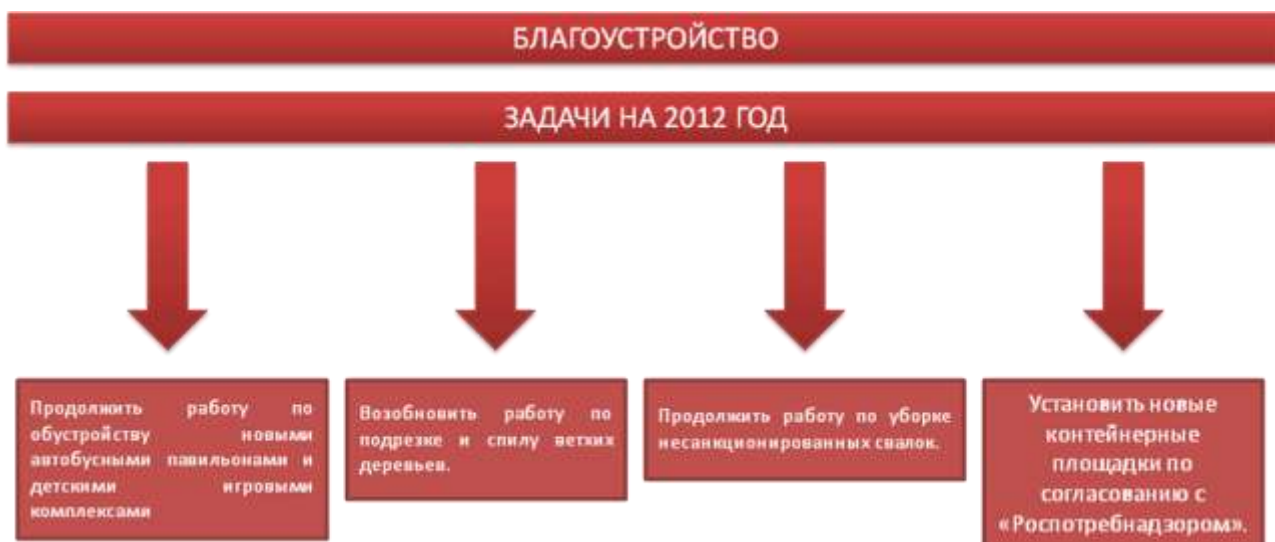 БЛАГОУСТРОЙСТВО
ЗАДАЧИ НА 2012 ГОД
Продолжить работу по
обустройству новыми
автобусными павильонами и
детскими игровыми
комплексами
Возобновить работу по
подрезке и спилу ветхих
деревьев.
Продолжить работу по уборке
несанкционированных свалок.
Установить новые
контейнерные
площадки по
согласованию с
«Роспотребнадзором».